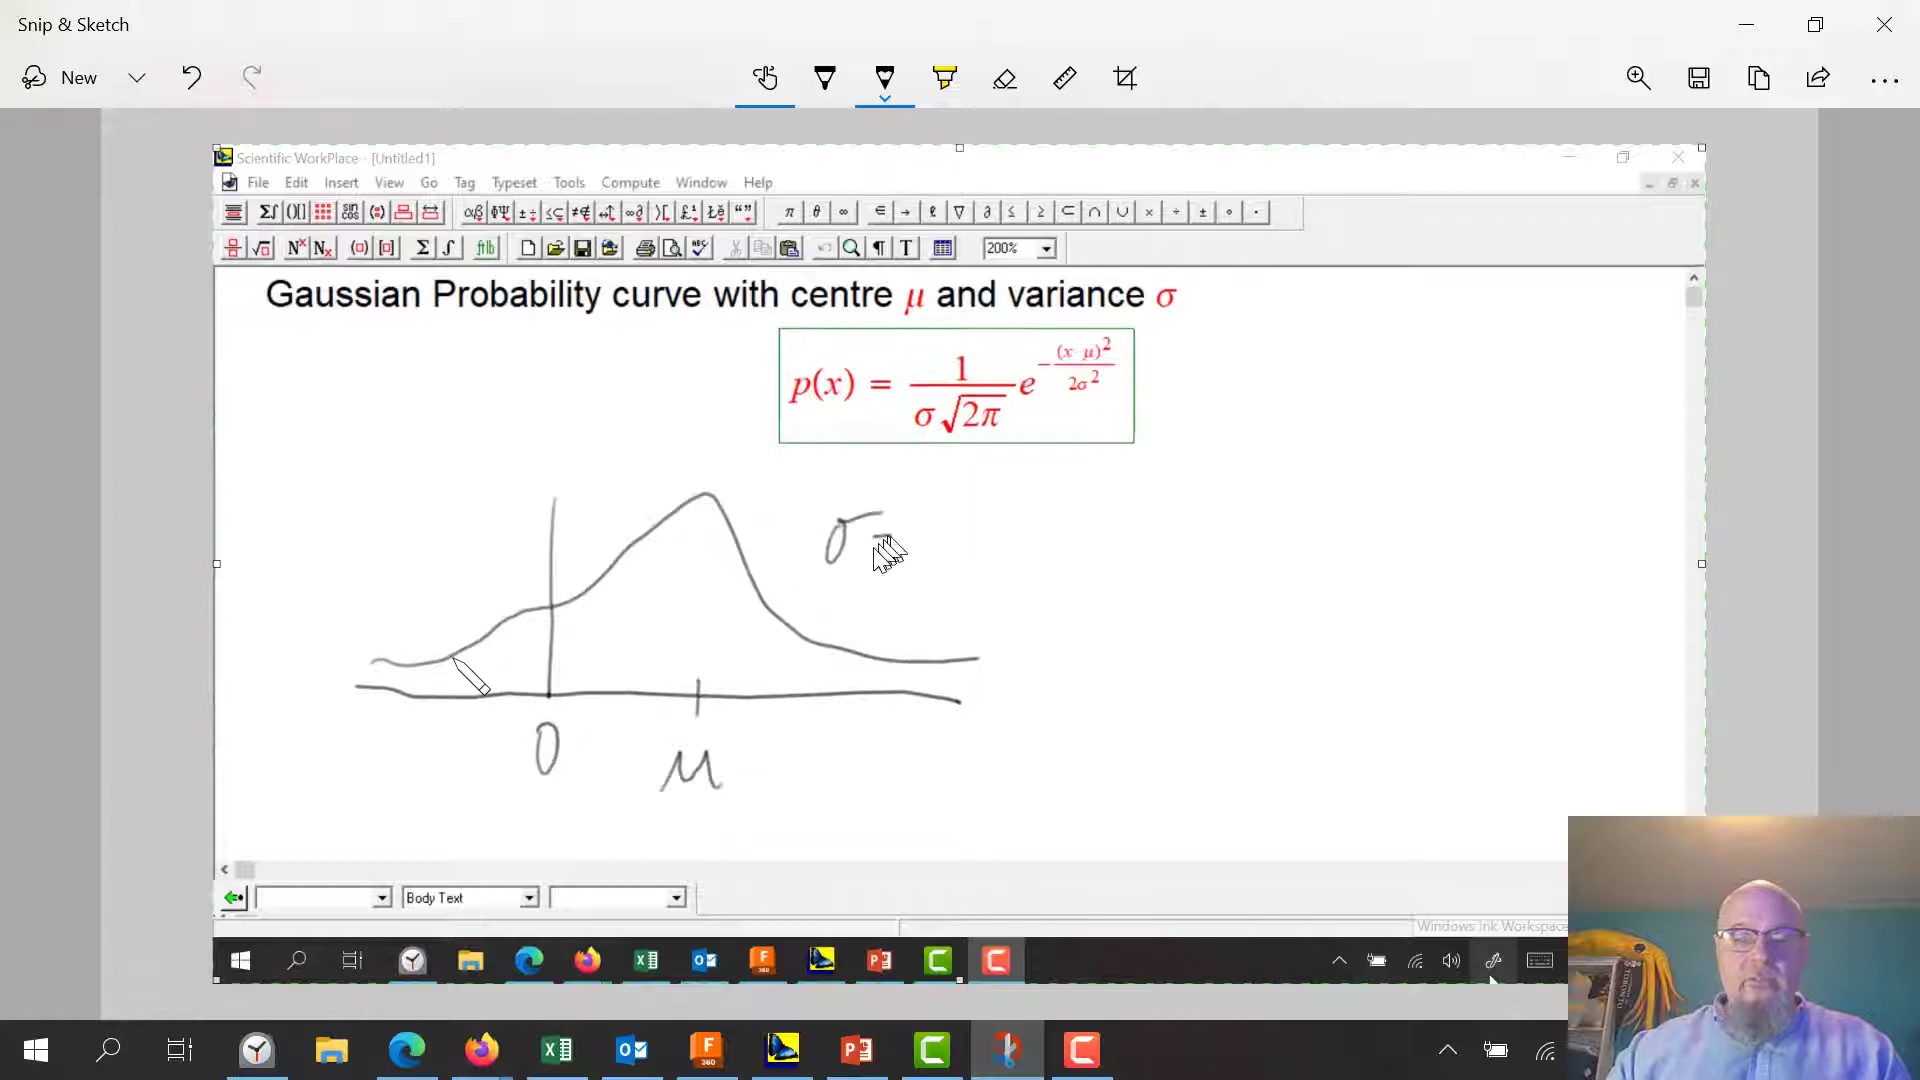 Snip & Sketch
New
Scientific WorkPlace - [Untitled1]
File Edit Insert View Go Tag Typeset Tools Compute Window Help
200%
Gaussian Probability curve with centre μ and variance σ
p(x) = 1/(σ√2π) e^(-(x μ)²/2σ²)
σ
0
μ
Body Text
Windows Ink Workspace
TORONTO